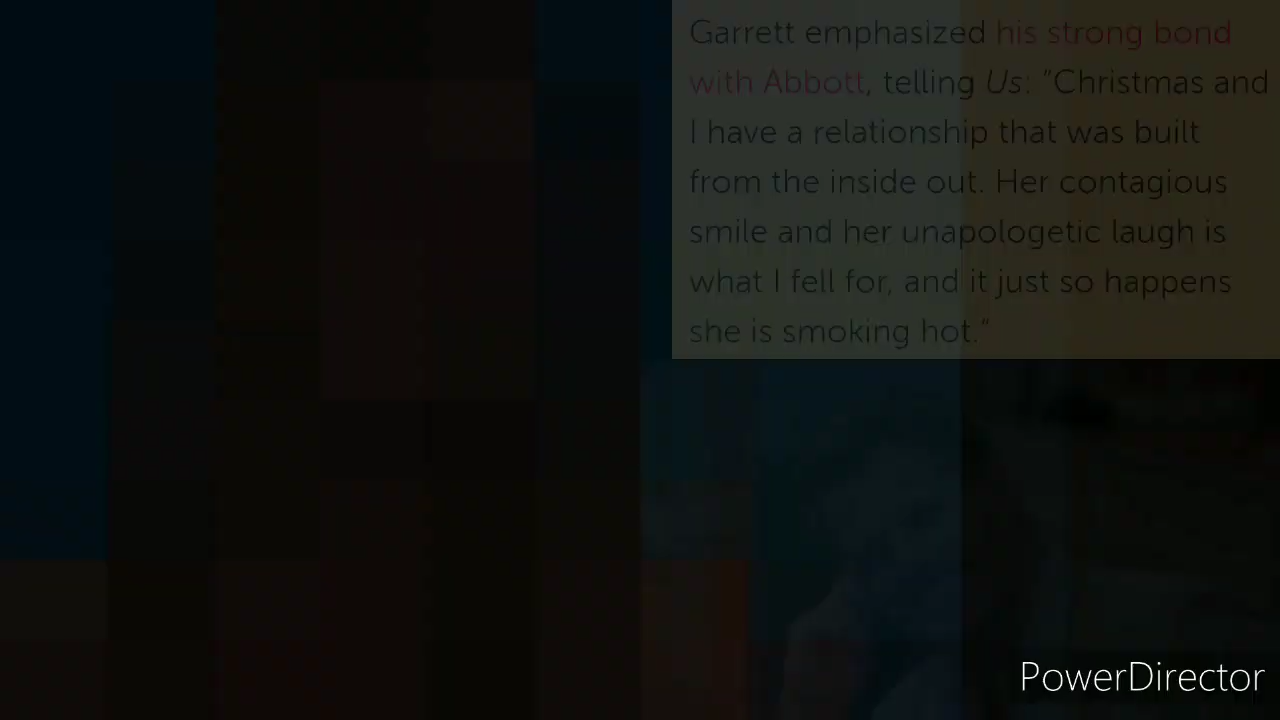 Garrett emphasized his strong bond
with Abbott, telling Us: "Christmas and
I have a relationship that was built
from the inside out. Her contagious
smile and her unapologetic laugh is
what I fell for, and it just so happens
she is smoking hot."
PowerDirector